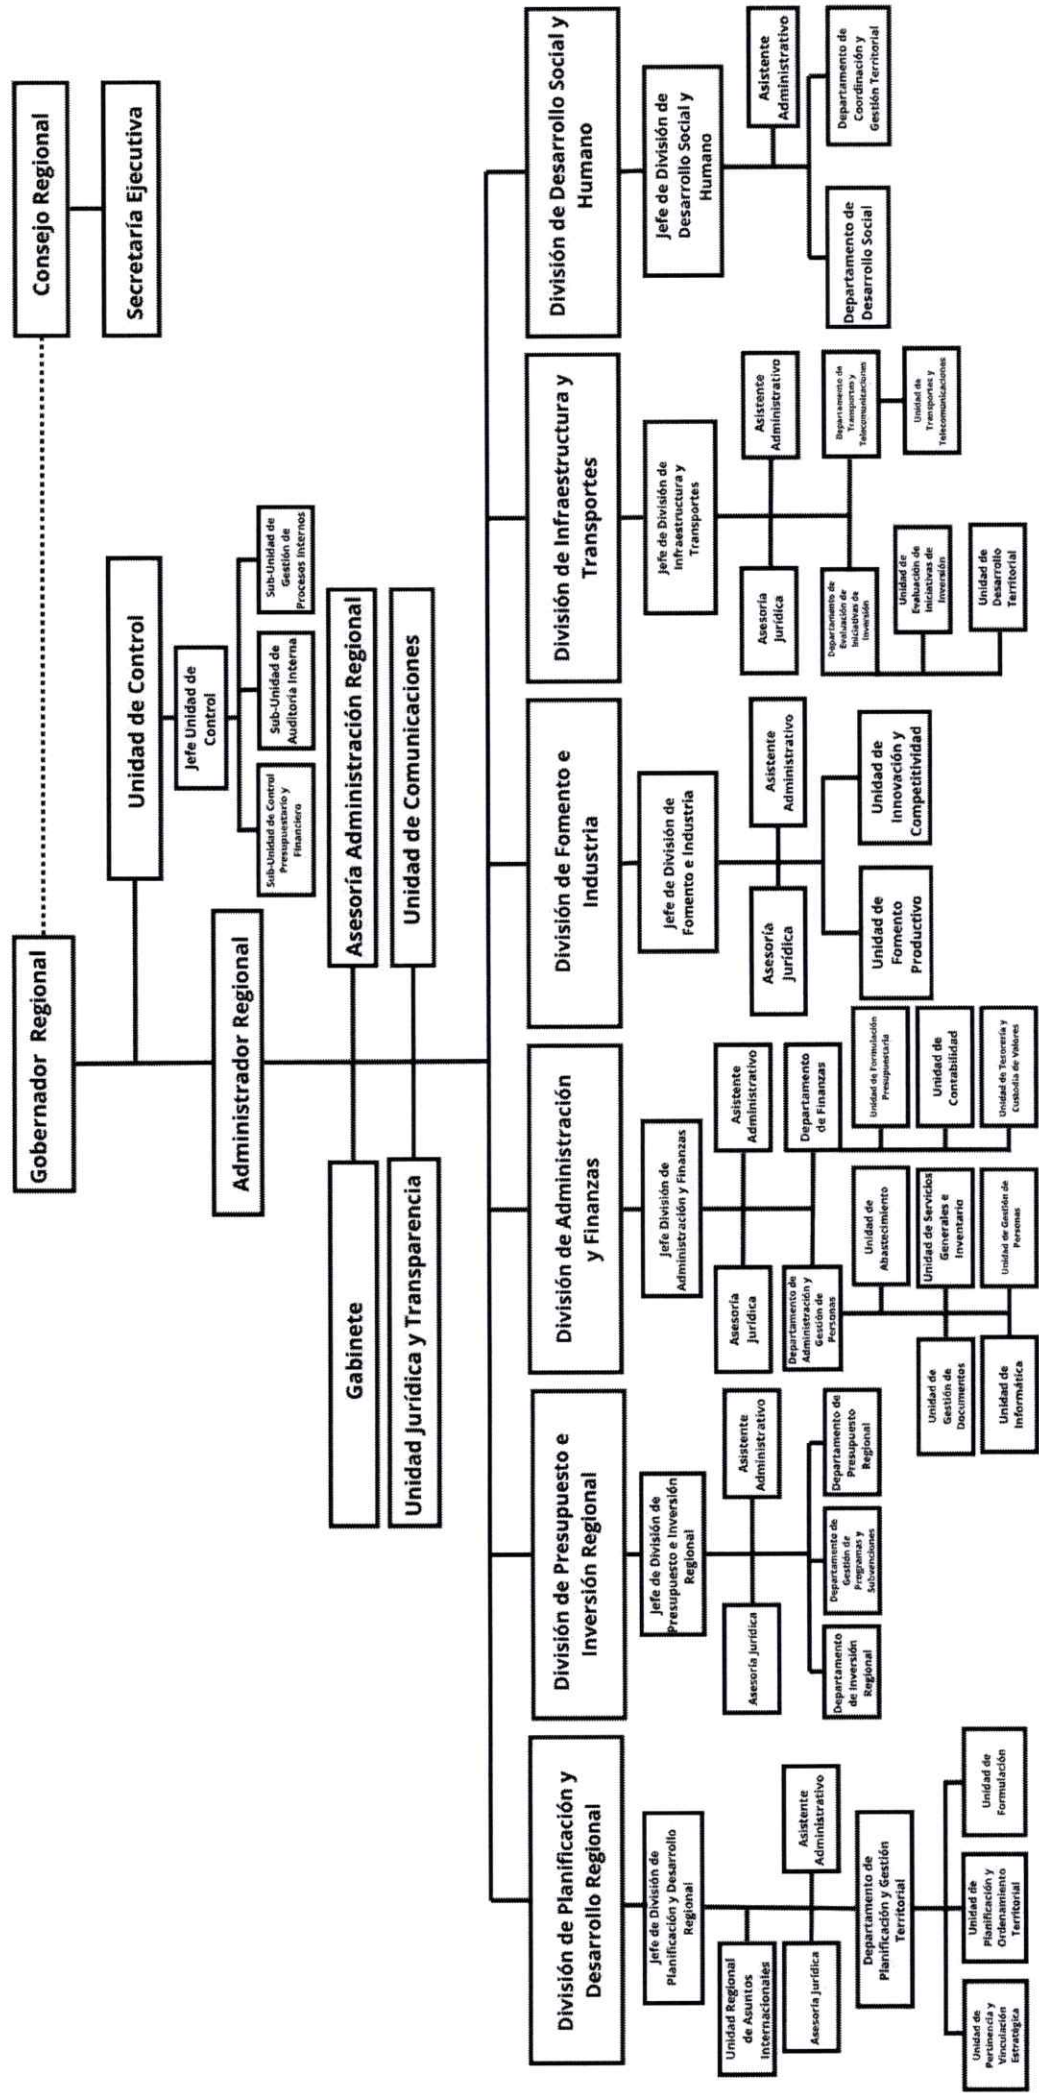 Gobernador Regional
Consejo Regional
Secretaría Ejecutiva
Unidad de Control
Jefe Unidad de
Control
Sub-Unidad de Control
Presupuestario y
Financiero
Sub-Unidad de
Auditoría Interna
Sub-Unidad de
Gestión de
Procesos Internos
Administrador Regional
Gabinete
Asesoría Administración Regional
Unidad Jurídica y Transparencia
Unidad de Comunicaciones
División de Planificación y
Desarrollo Regional
Jefe de División de
Planificación y Desarrollo
Regional
Unidad Regional
de Asuntos
Internacionales
Asistente
Administrativo
Asesoría Jurídica
Departamento de
Planificación y Gestión
Territorial
Unidad de
Pertinencia y
Vinculación
Estratégica
Unidad de
Planificación y
Ordenamiento
Territorial
Unidad de
Formulación
División de Presupuesto e
Inversión Regional
Jefe de División de
Presupuesto e Inversión
Regional
Asesoría Jurídica
Asistente
Administrativo
Departamento
de Inversión
Regional
Departamento de
Gestión de
Programas y
Subvenciones
Departamento de
Presupuesto
Regional
División de Administración
y Finanzas
Jefe División de
Administración y Finanzas
Asesoría
Jurídica
Asistente
Administrativo
Departamento de
Administración y
Gestión de
Personas
Departamento
de Finanzas
Unidad de
Abastecimiento
Unidad de Formulación
Presupuestaria
Unidad de
Gestión de
Documentos
Unidad de Servicios
Generales e
Inventario
Unidad de
Contabilidad
Unidad de
Informática
Unidad de Gestión de
Personas
Unidad de Tesorería y
Custodia de Valores
División de Fomento e
Industria
Jefe de División de
Fomento e Industria
Asesoría
Jurídica
Asistente
Administrativo
Unidad de
Fomento
Productivo
Unidad de
Innovación y
Competitividad
División de Infraestructura y
Transportes
Jefe de División de
Infraestructura y
Transportes
Asesoría
Jurídica
Asistente
Administrativo
Departamento de
Evaluación de
Iniciativas de
Inversión
Departamento de
Transportes y
Telecomunicaciones
Unidad de
Evaluación de
Iniciativas de
Inversión
Unidad de
Transportes y
Telecomunicaciones
Unidad de
Desarrollo
Territorial
División de Desarrollo Social y
Humano
Jefe de División de
Desarrollo Social y
Humano
Asistente
Administrativo
Departamento de
Desarrollo Social
Departamento de
Coordinación y
Gestión Territorial